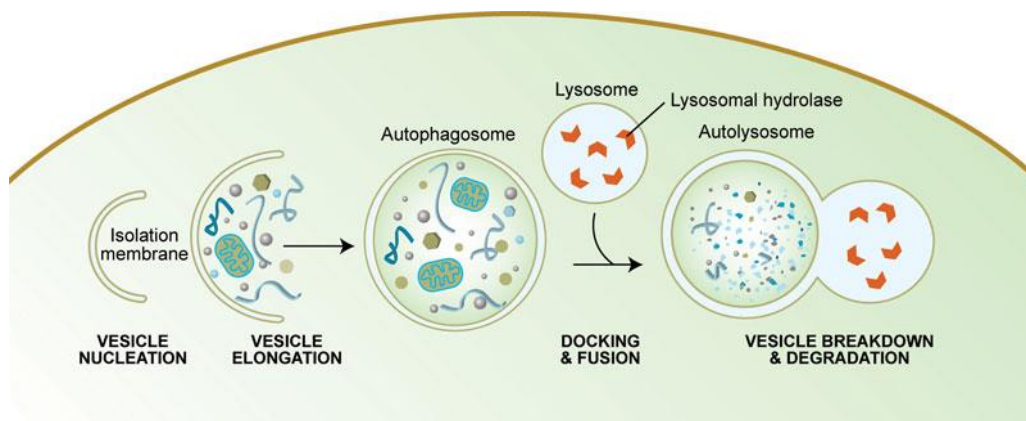 Lysosome
Lysosomal hydrolase
Autophagosome
Autolysosome
Isolation
membrane
VESICLE
NUCLEATION
VESICLE
ELONGATION
DOCKING
& FUSION
VESICLE BREAKDOWN
& DEGRADATION